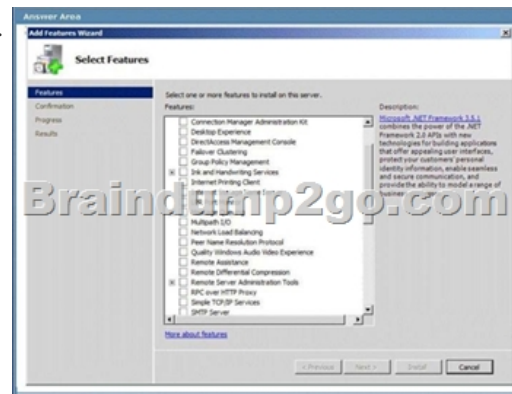 Answer Area
Add Features Wizard
Select Features
Features
Confirmation
Progress
Results
Select one or more features to install on this server.
Features:
Connection Manager Administration Kit
Desktop Experience
DirectAccess Management Console
Failover Clustering
Group Policy Management
Ink and Handwriting Services
Internet Printing Client
Multipath I/O
Network Load Balancing
Peer Name Resolution Protocol
Quality Windows Audio Video Experience
Remote Assistance
Remote Differential Compression
Remote Server Administration Tools
RPC over HTTP Proxy
Simple TCP/IP Services
SMTP Server
More about features
Description:
Microsoft .NET Framework 3.5.1
combines the power of the .NET
Framework 2.0 APIs with new
technologies for building applications
that offer appealing user interfaces,
protect your customers' personal
identity information, enable seamless
and secure communication, and
provide the ability to model a range of
business
Braindump2go.com
< Previous
Next >
Install
Cancel